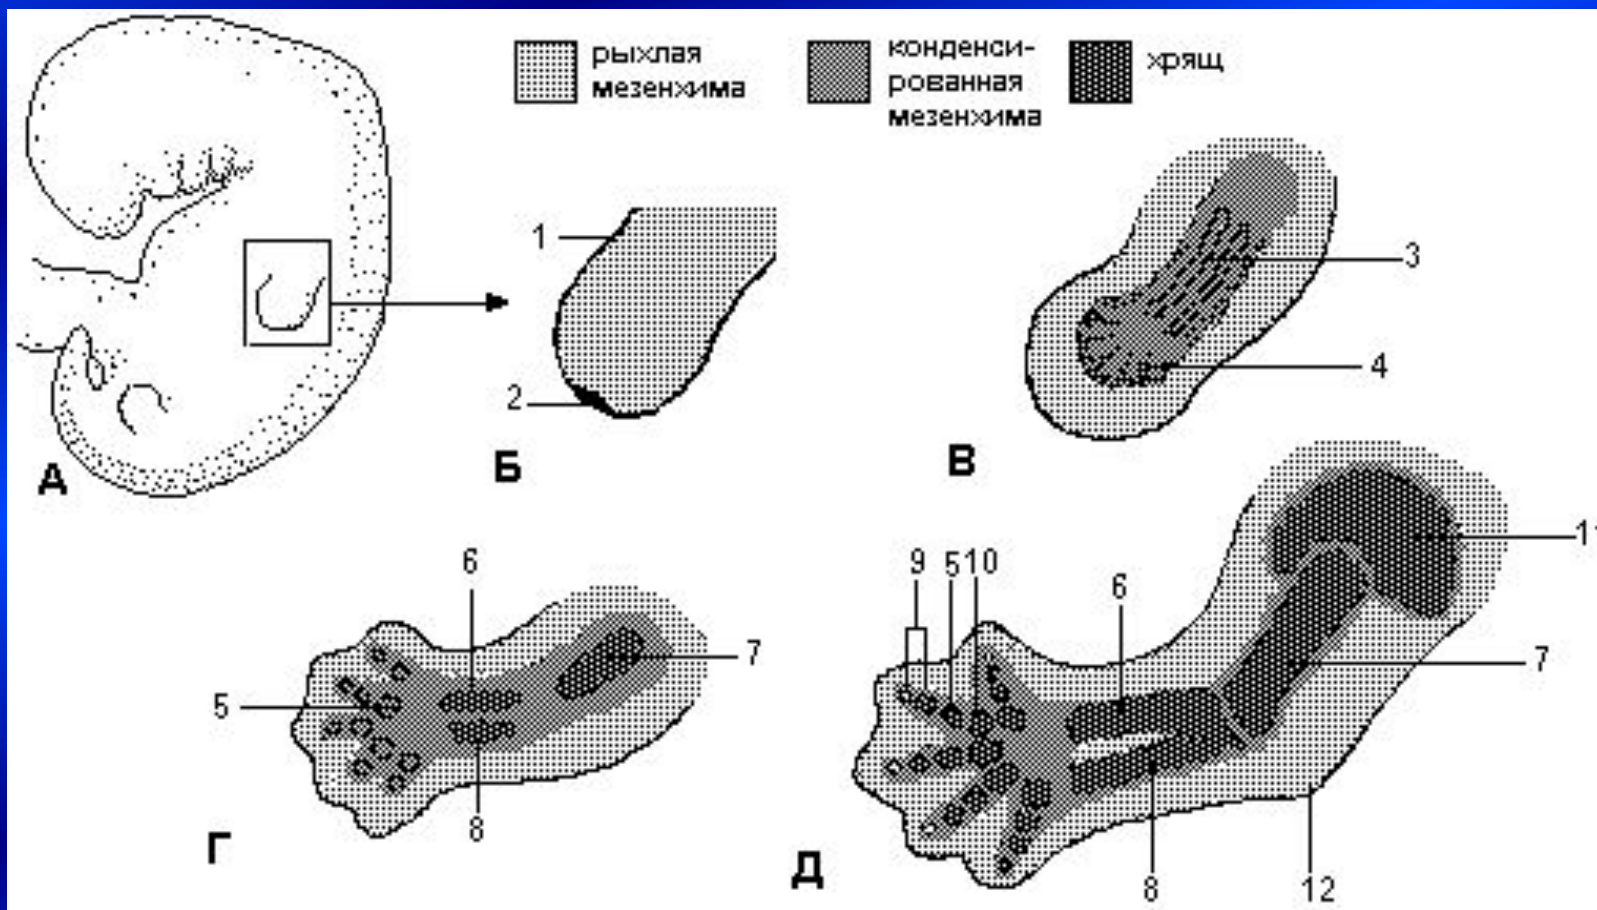 рыхлая
мезенхима
конденси-
рованная
мезенхима
хрящ
1
2
3
4
А
Б
В
6
7
5
8
Г
9 5 10
6
11
7
8
12
Д